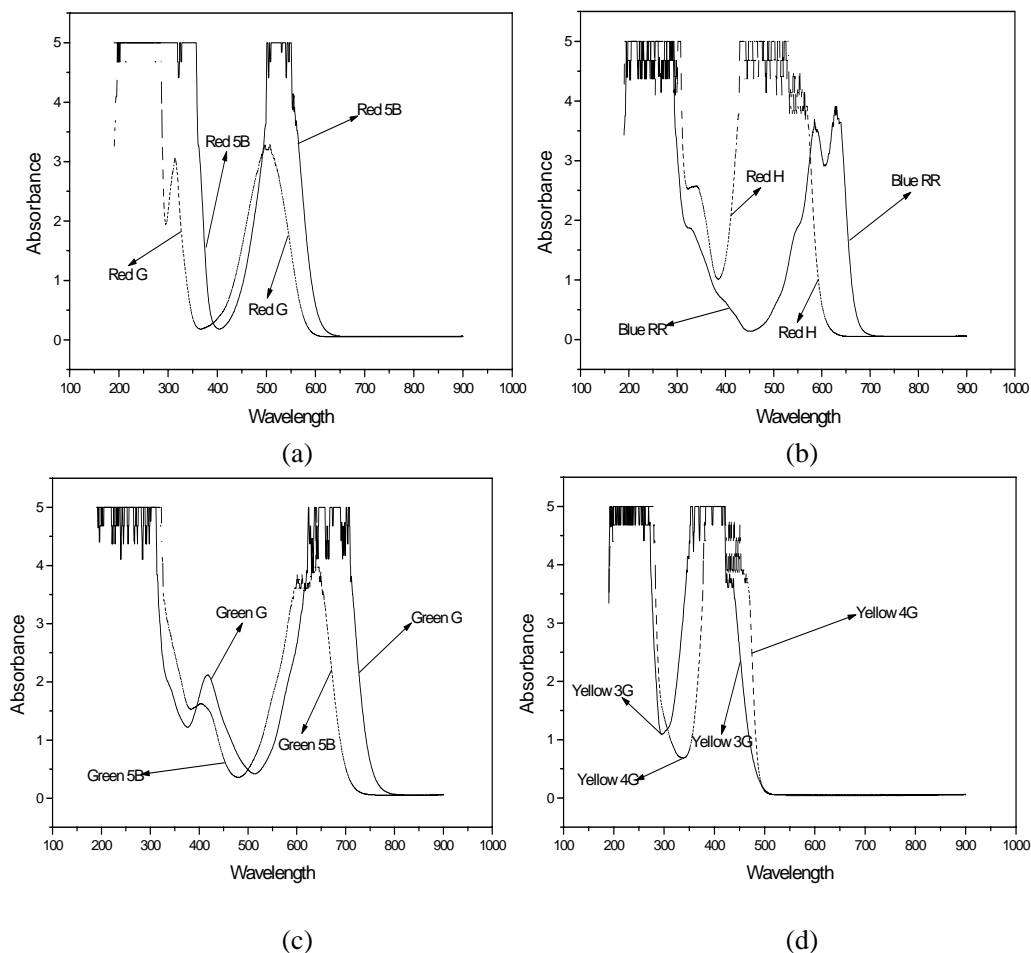 5
4
3
2
1
0
Absorbance
Red 5B
Red 5B
Red G
Red G
100 200 300 400 500 600 700 800 900 1000
Wavelength
(a)
5
4
3
2
1
0
Absorbance
Red H
Blue RR
Blue RR
Red H
100 200 300 400 500 600 700 800 900 1000
Wavelength
(b)
5
4
3
2
1
0
Absorbance
Green G
Green G
Green 5B
Green 5B
100 200 300 400 500 600 700 800 900 1000
Wavelength
(c)
5
4
3
2
1
0
Absorbance
Yellow 4G
Yellow 3G
Yellow 3G
Yellow 4G
100 200 300 400 500 600 700 800 900 1000
Wavelength
(d)